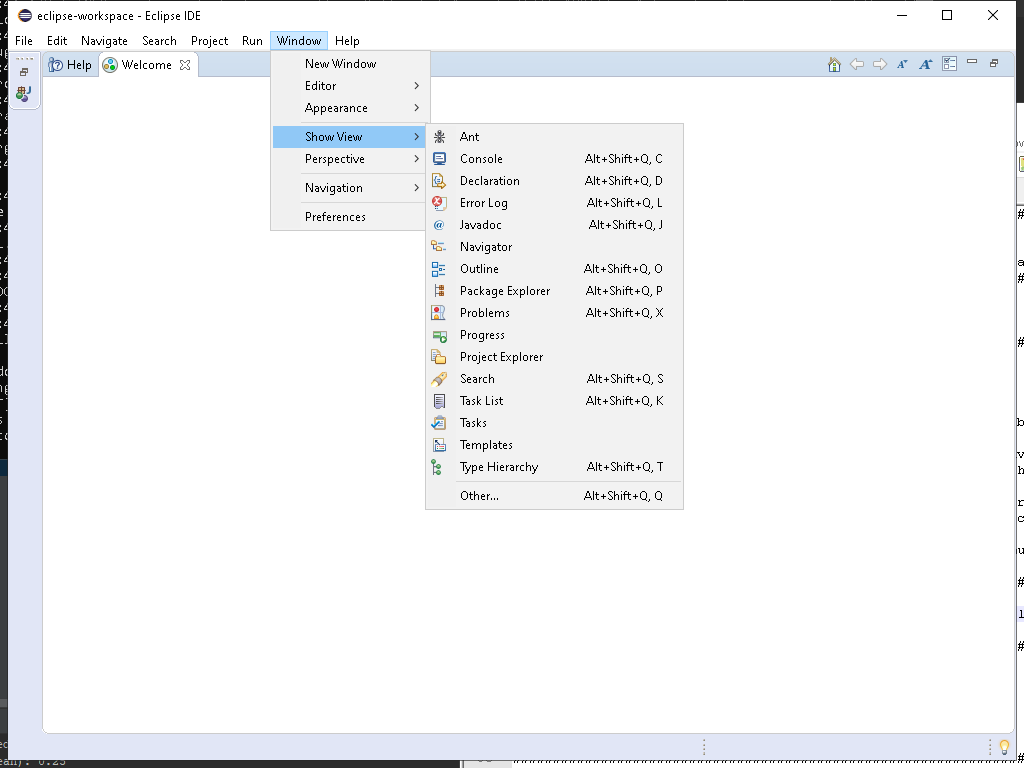 eclipse-workspace - Eclipse IDE
File Edit Navigate Search Project Run Window Help
Help Welcome
New Window
Editor
Appearance
Show View
Perspective
Navigation
Preferences
Ant
Console Alt+Shift+Q, C
Declaration Alt+Shift+Q, D
Error Log Alt+Shift+Q, L
Javadoc Alt+Shift+Q, J
Navigator
Outline Alt+Shift+Q, O
Package Explorer Alt+Shift+Q, P
Problems Alt+Shift+Q, X
Progress
Project Explorer
Search Alt+Shift+Q, S
Task List Alt+Shift+Q, K
Tasks
Templates
Type Hierarchy Alt+Shift+Q, T
Other... Alt+Shift+Q, Q